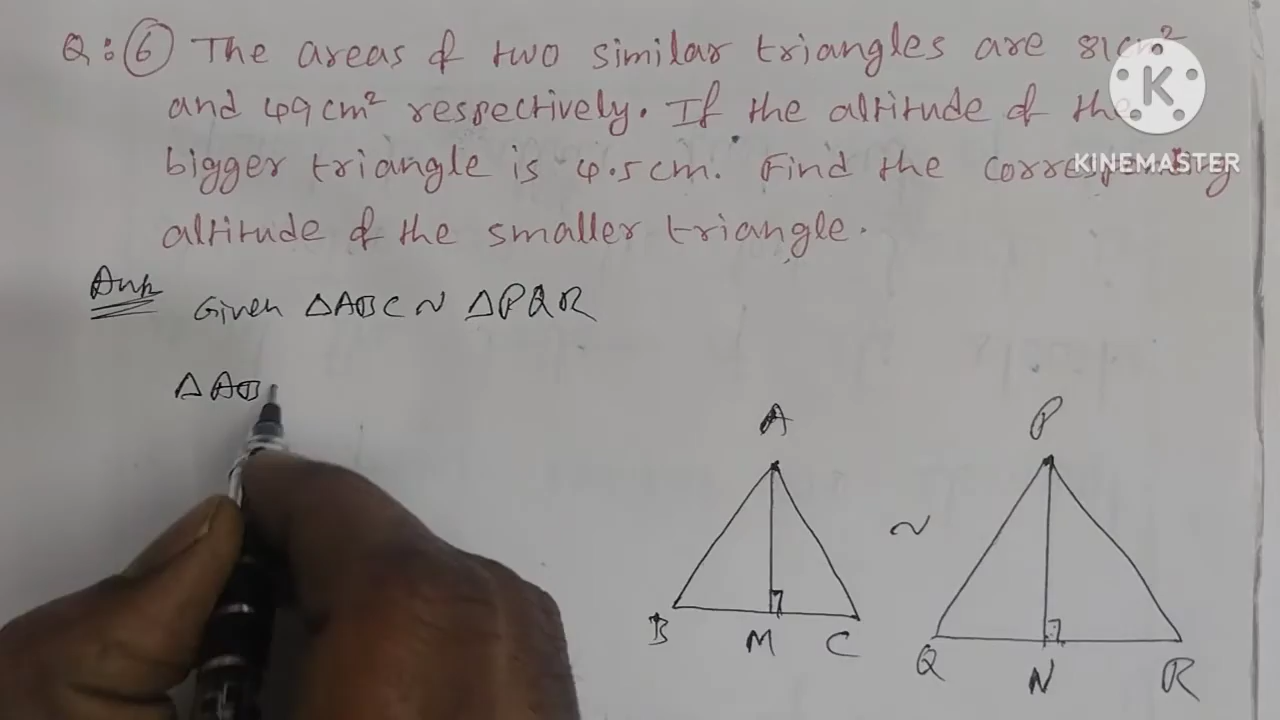 Q: 6 The areas of two similar triangles are 81cm²
and 49cm² respectively. If the altitude of the
bigger triangle is 4.5cm. Find the corresponding
altitude of the smaller triangle.
K
KINEMASTER
Ans
Given △ABC ~ △PQR
△AB
A
P
~
B
M
C
Q
N
R